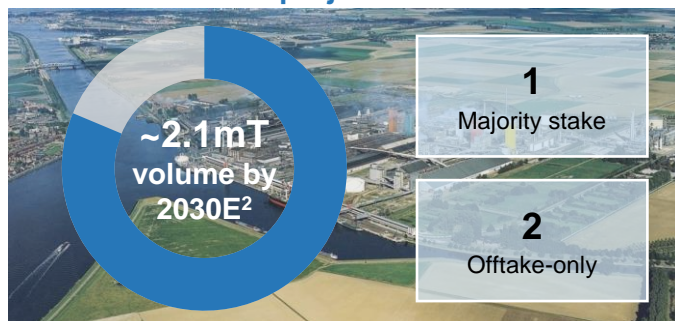 ~2.1mT
volume by
2030E2
1
Majority stake
2
Offtake-only